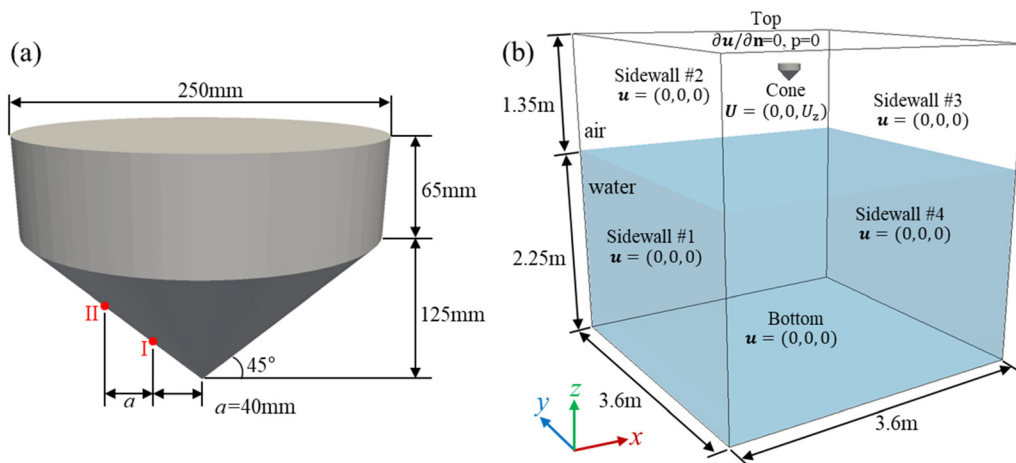 (a)
250mm
65mm
125mm
II
I
45°
a
a=40mm
(b)
Top
∂u/∂n=0, p=0
Sidewall #2
u = (0,0,0)
Cone
U = (0,0,U_z)
Sidewall #3
u = (0,0,0)
1.35m
air
water
Sidewall #1
u = (0,0,0)
Sidewall #4
u = (0,0,0)
2.25m
Bottom
u = (0,0,0)
3.6m
3.6m
z
y
x